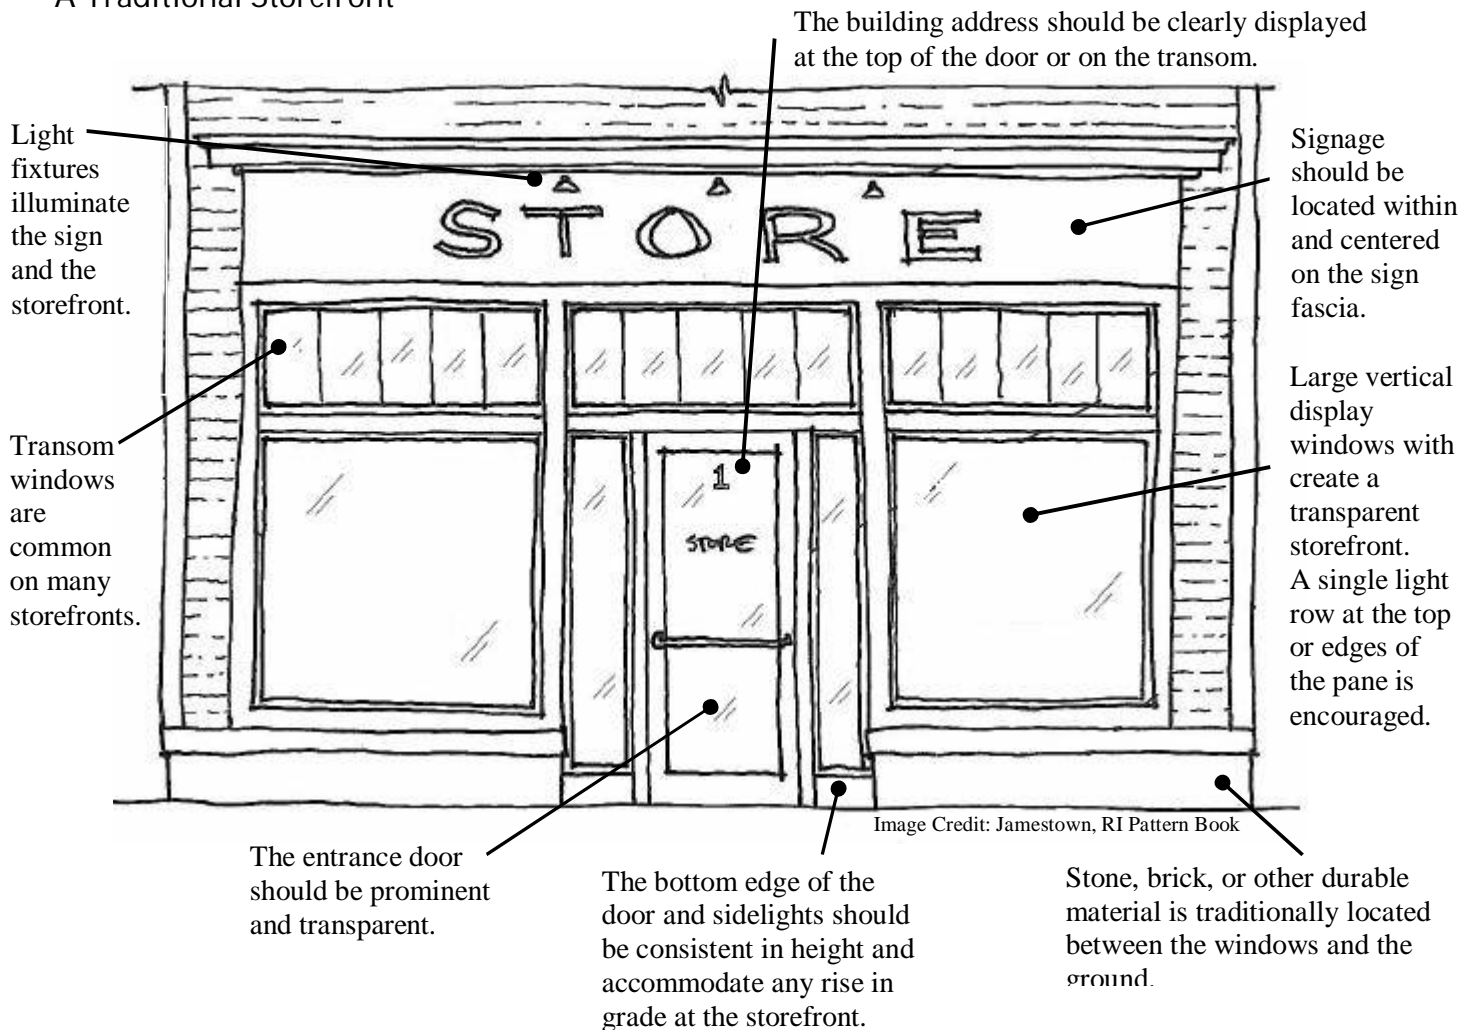 A Traditional Storefront
The building address should be clearly displayed
at the top of the door or on the transom.
Light
fixtures
illuminate
the sign
and the
storefront.
Signage
should be
located within
and centered
on the sign
fascia.
STORE
Transom
windows
are
common
on many
storefronts.
Large vertical
display
windows with
create a
transparent
storefront.
A single light
row at the top
or edges of
the pane is
encouraged.
1
STORE
Image Credit: Jamestown, RI Pattern Book
The entrance door
should be prominent
and transparent.
The bottom edge of the
door and sidelights should
be consistent in height and
accommodate any rise in
grade at the storefront.
Stone, brick, or other durable
material is traditionally located
between the windows and the
ground.